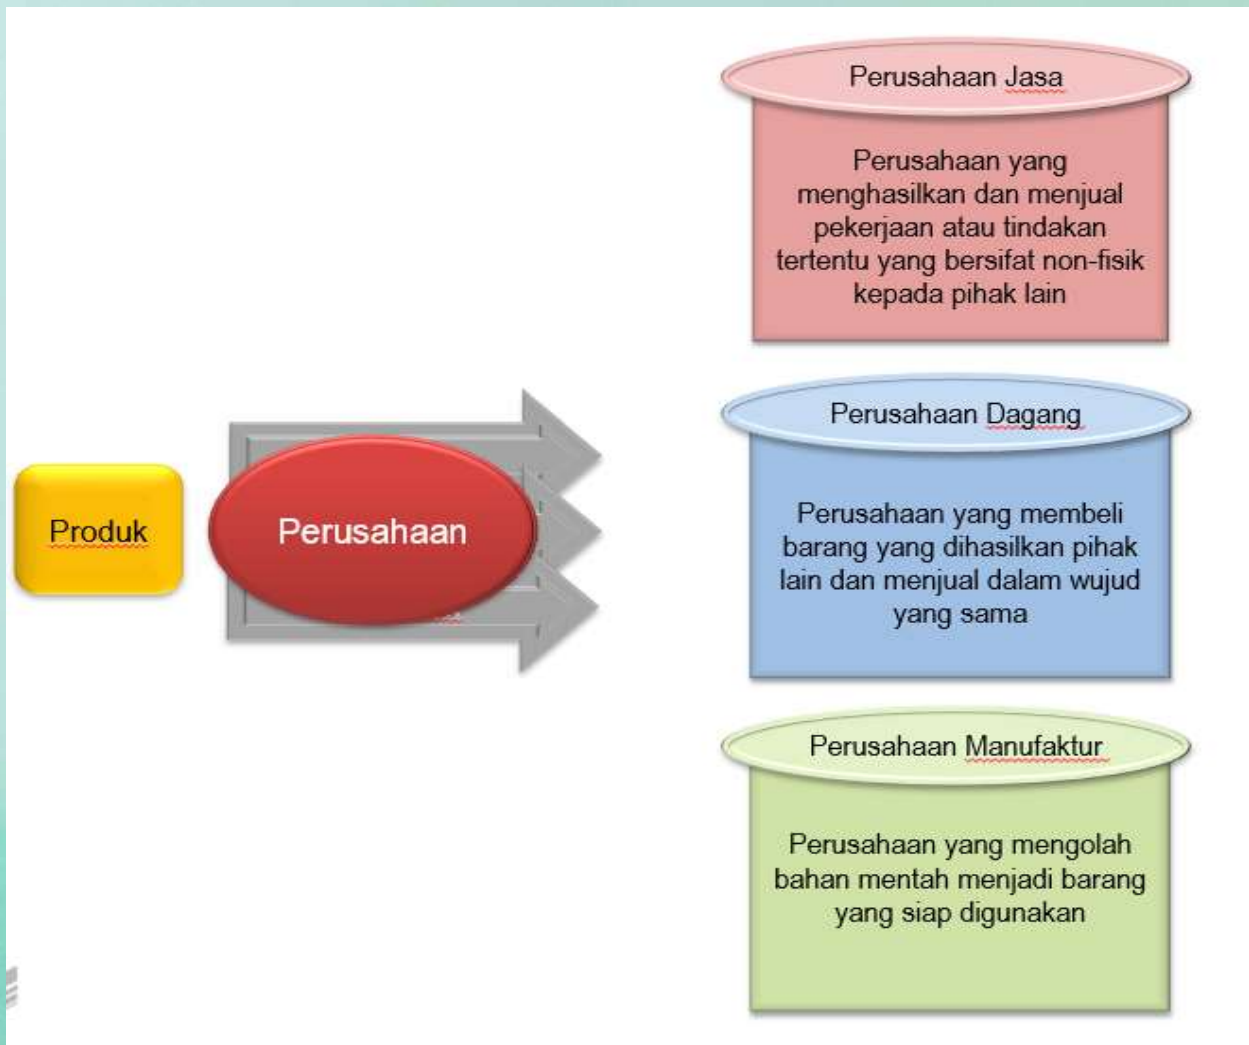 Produk
Perusahaan
Perusahaan Jasa
Perusahaan yang
menghasilkan dan menjual
pekerjaan atau tindakan
tertentu yang bersifat non-fisik
kepada pihak lain
Perusahaan Dagang
Perusahaan yang membeli
barang yang dihasilkan pihak
lain dan menjual dalam wujud
yang sama
Perusahaan Manufaktur
Perusahaan yang mengolah
bahan mentah menjadi barang
yang siap digunakan